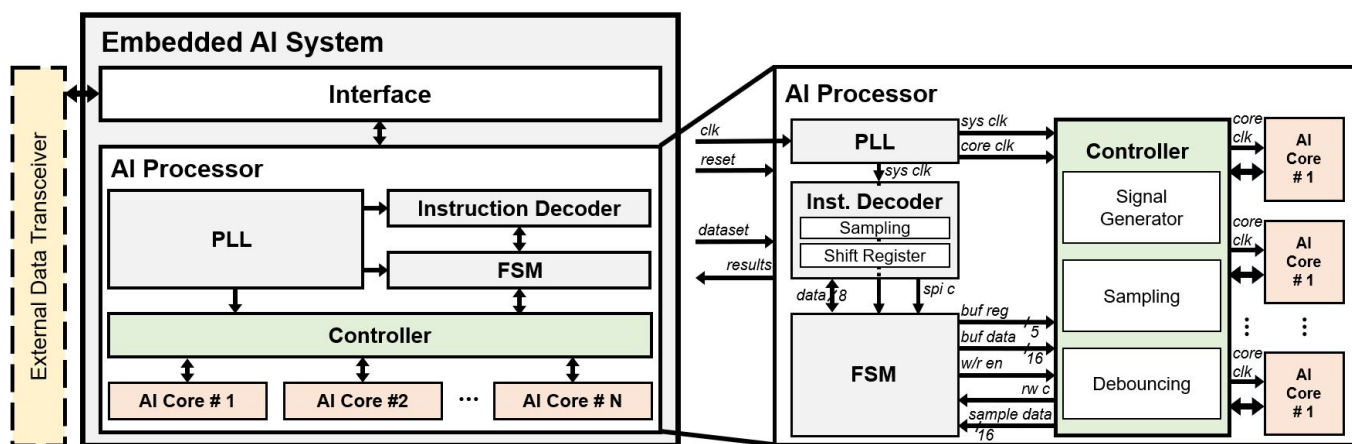 Embedded AI System
External Data Transceiver
Interface
AI Processor
PLL
Instruction Decoder
FSM
Controller
AI Core # 1
AI Core #2
...
AI Core # N
AI Processor
clk
reset
dataset
results
PLL
sys clk
core clk
sys clk
Inst. Decoder
Sampling
Shift Register
data
8
spi c
FSM
buf reg
5
buf data
16
w/r en
rw c
sample data
16
Controller
Signal
Generator
Sampling
Debouncing
core
clk
AI
Core
# 1
core
clk
AI
Core
# 1
core
clk
AI
Core
# 1